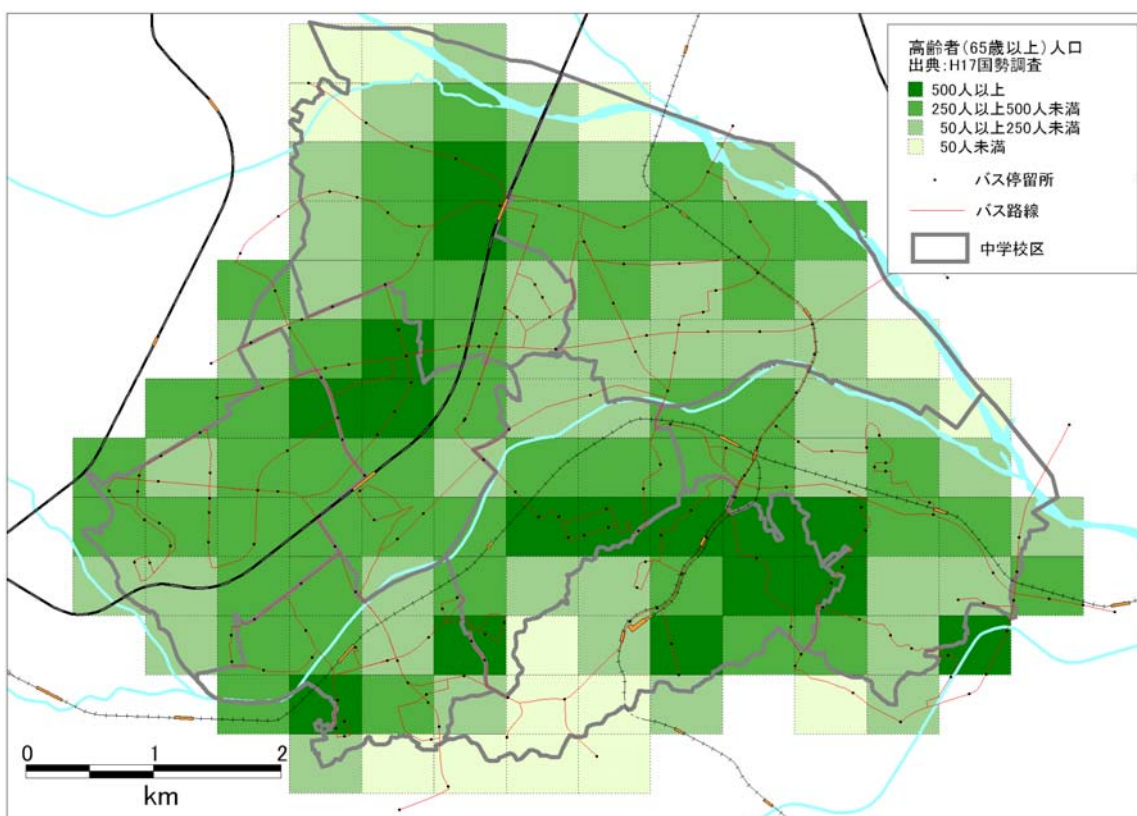 高齢者(65歳以上)人口
出典:H17国勢調査
500人以上
250人以上500人未満
50人以上250人未満
50人未満
バス停留所
バス路線
中学校区
0 1 2
km